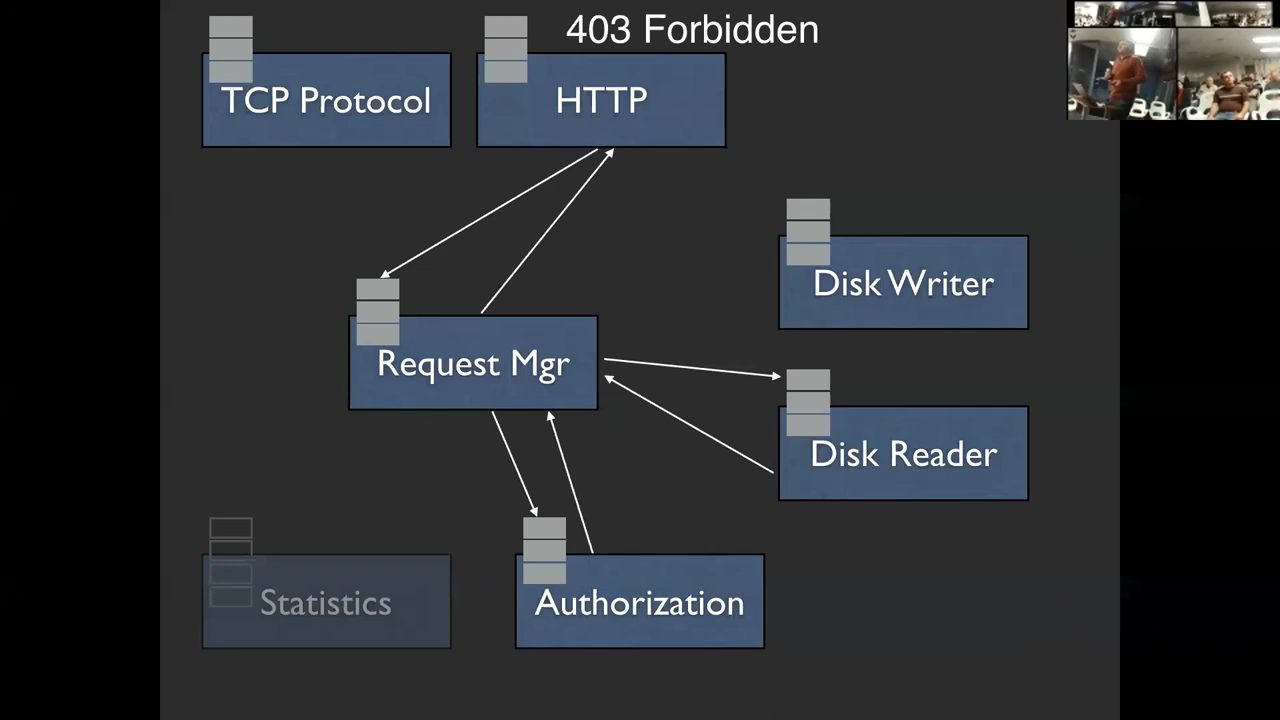 403 Forbidden
TCP Protocol
HTTP
Disk Writer
Request Mgr
Disk Reader
Statistics
Authorization